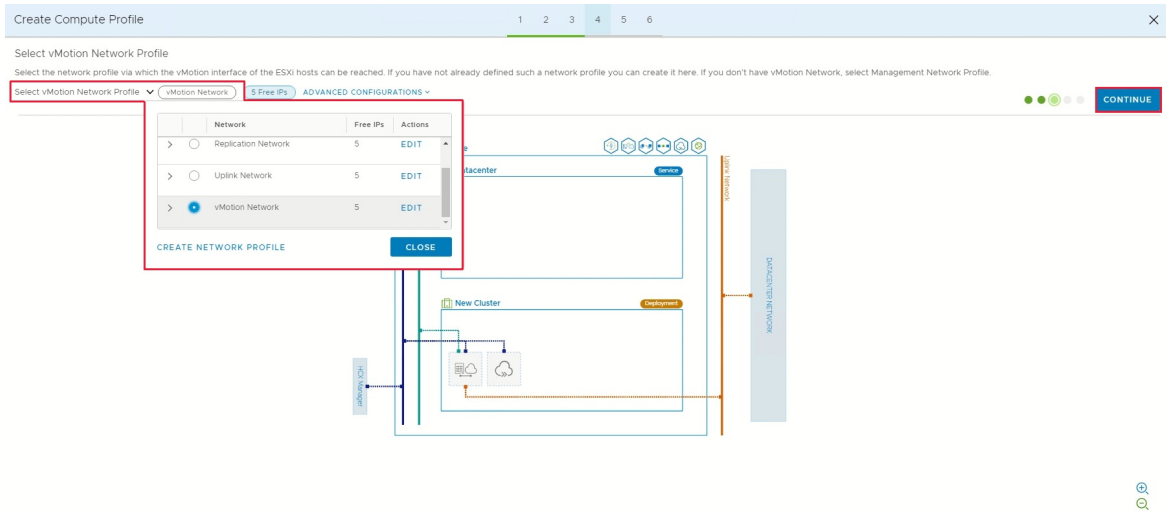 Create Compute Profile
1 2 3 4 5 6
Select vMotion Network Profile
Select the network profile via which the vMotion interface of the ESXi hosts can be reached. If you have not already defined such a network profile you can create it here. If you don't have vMotion Network, select Management Network Profile.
Select vMotion Network Profile vMotion Network 5 Free IPs ADVANCED CONFIGURATIONS
CONTINUE
Network Free IPs Actions
Replication Network 5 EDIT
Uplink Network 5 EDIT
vMotion Network 5 EDIT
CREATE NETWORK PROFILE CLOSE
Service
Uplink Network
DATACENTER NETWORK
New Cluster Deployment
HCX Manager